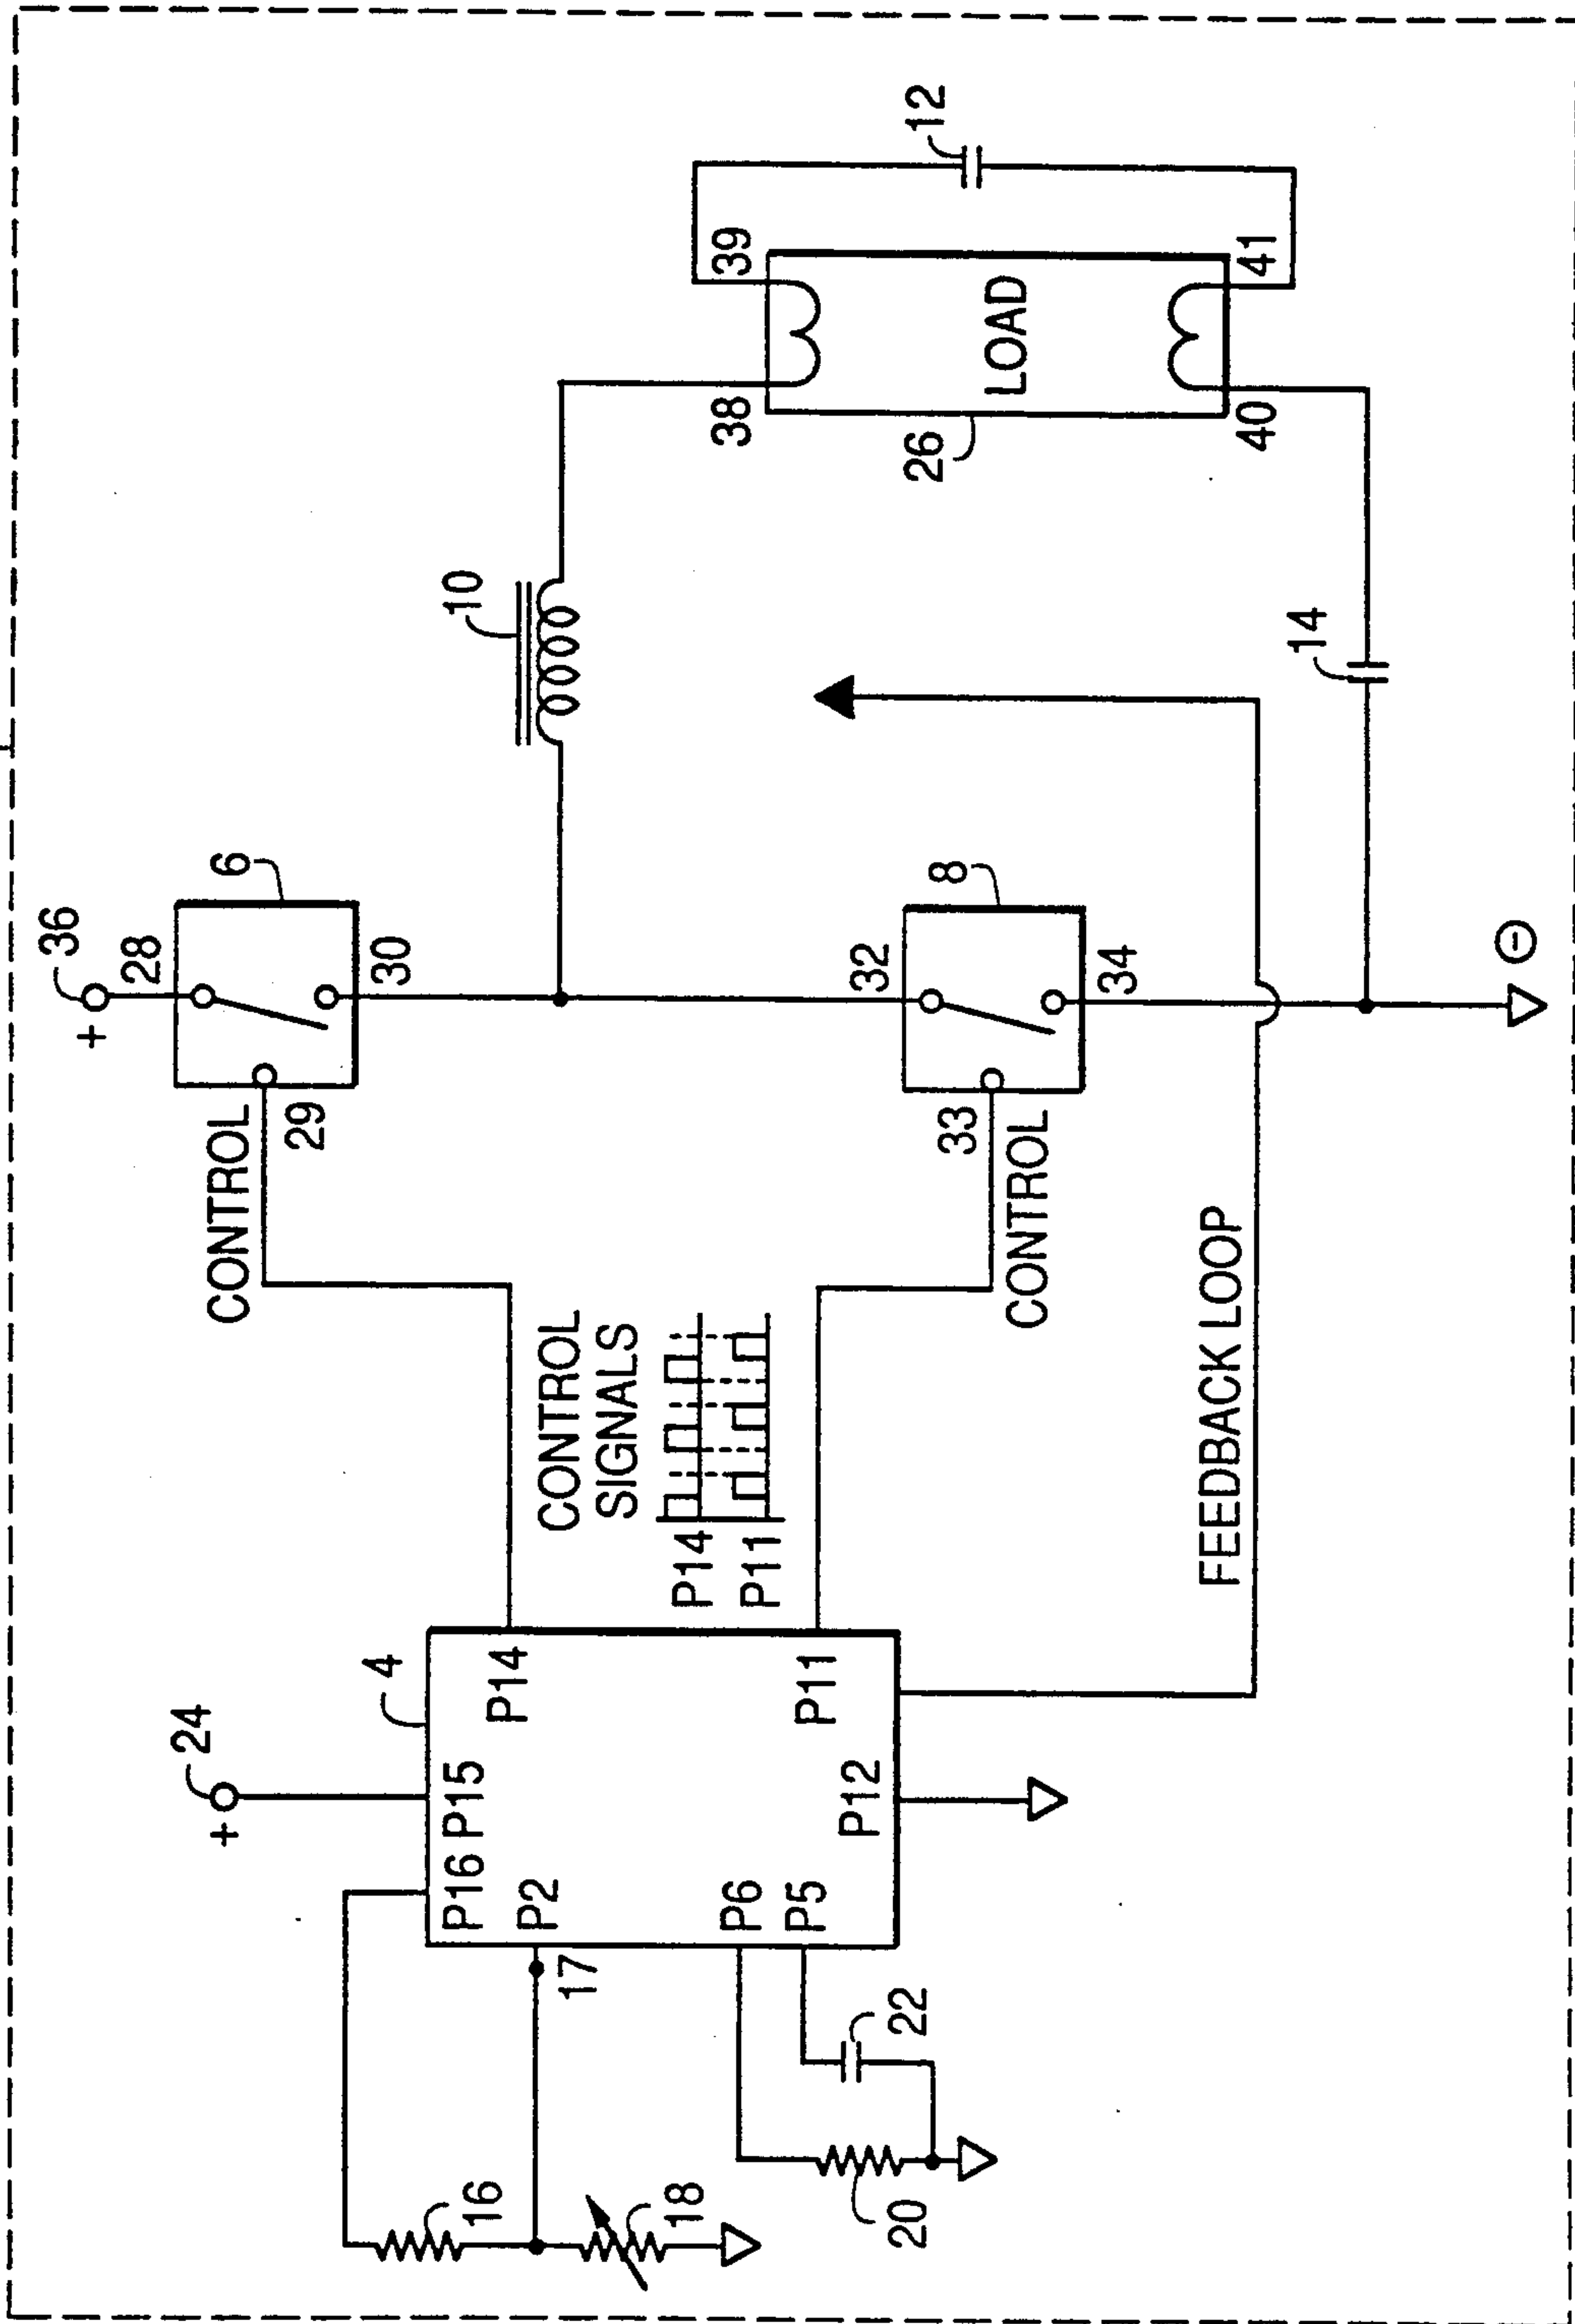 36
+
28
6
24
+
CONTROL
29
30
10
4
P16 P15
P14
P2
17
CONTROL
SIGNALS
P14
P11
16
18
P6
P5
P12
P11
22
20
33
CONTROL
32
8
34
FEEDBACK LOOP
38
39
12
LOAD
26
40
41
14